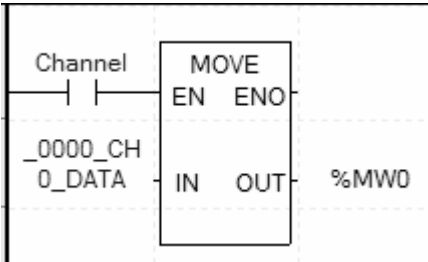 Channel
MOVE
EN ENO
_0000_CH
0_DATA
IN OUT
%MW0